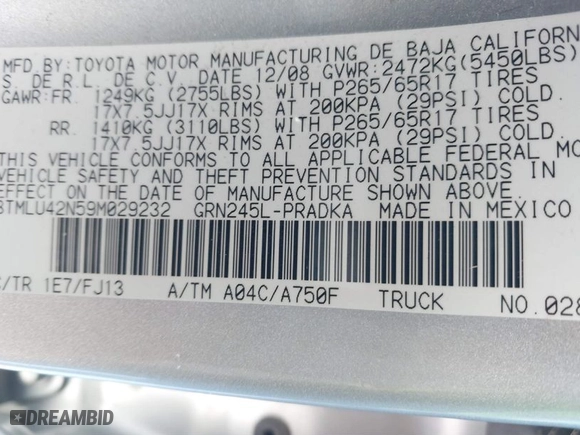 MFD. BY: TOYOTA MOTOR MANUFACTURING DE BAJA CALIFORN
S. DE R.L. DE C.V. DATE 12/08 GVWR: 2472KG(5450LBS)
GAWR: FR. 1249KG (2755LBS) WITH P265/65R17 TIRES
17X7.5JJ17X RIMS AT 200KPA (29PSI) COLD.
RR. 1410KG (3110LBS) WITH P265/65R17 TIRES
17X7.5JJ17X RIMS AT 200KPA (29PSI) COLD.
THIS VEHICLE CONFORMS TO ALL APPLICABLE FEDERAL MO
VEHICLE SAFETY AND THEFT PREVENTION STANDARDS IN
EFFECT ON THE DATE OF MANUFACTURE SHOWN ABOVE.
3TMLU42N59M029232 GRN245L-PRADKA MADE IN MEXICO
C/TR 1E7/FJ13 A/TM A04C/A750F TRUCK NO.028
DREAMBID